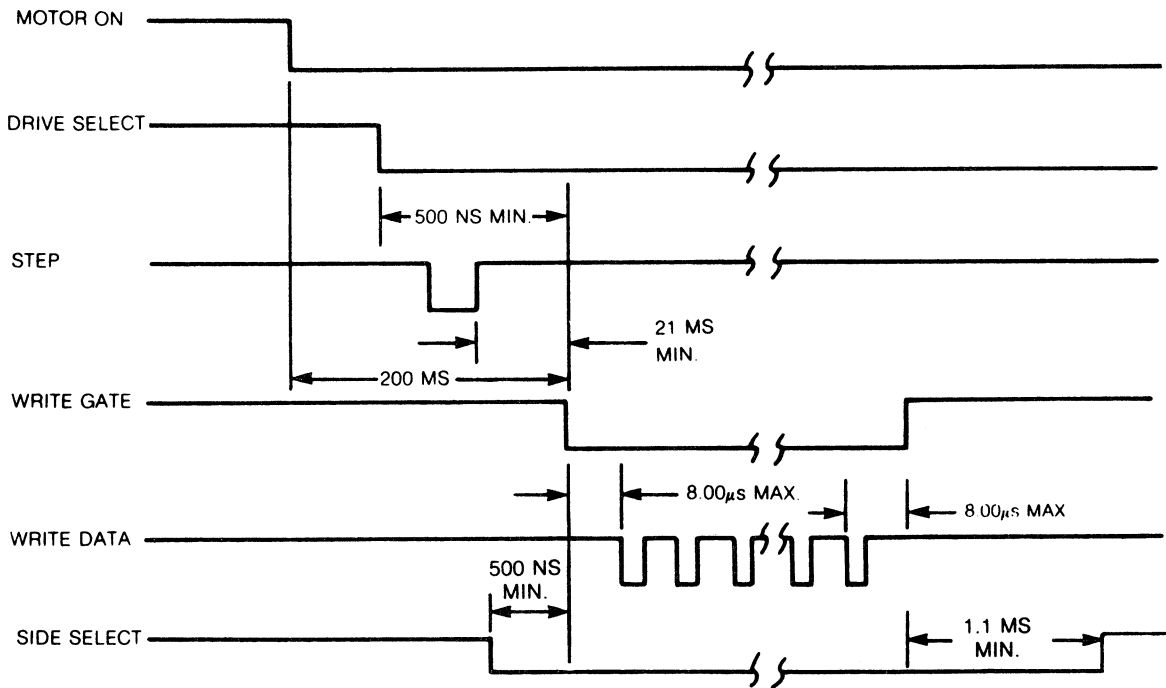 MOTOR ON
DRIVE SELECT
500 NS MIN.
STEP
21 MS
MIN.
200 MS
WRITE GATE
8.00µs MAX.
8.00µs MAX
WRITE DATA
500 NS
MIN.
SIDE SELECT
1.1 MS
MIN.